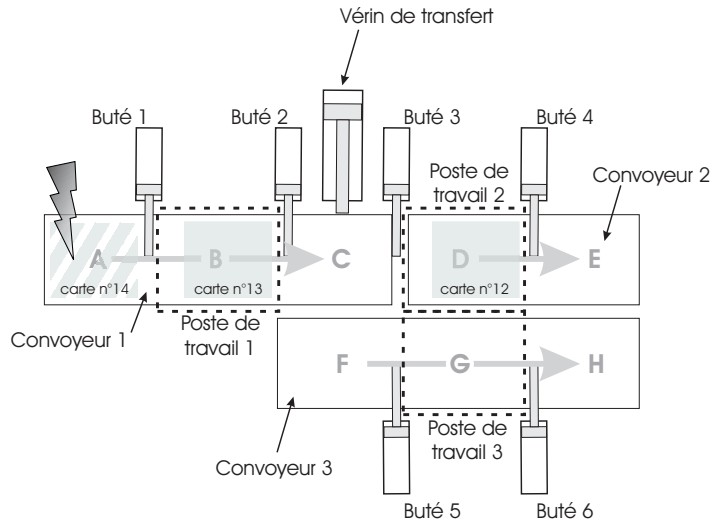 Vérin de transfert
Buté 1
Buté 2
Buté 3
Buté 4
Poste de
travail 2
Convoyeur 2
A
B
C
D
E
carte n°14
carte n°13
carte n°12
Convoyeur 1
Poste de
travail 1
F
G
H
Convoyeur 3
Poste de
travail 3
Buté 5
Buté 6